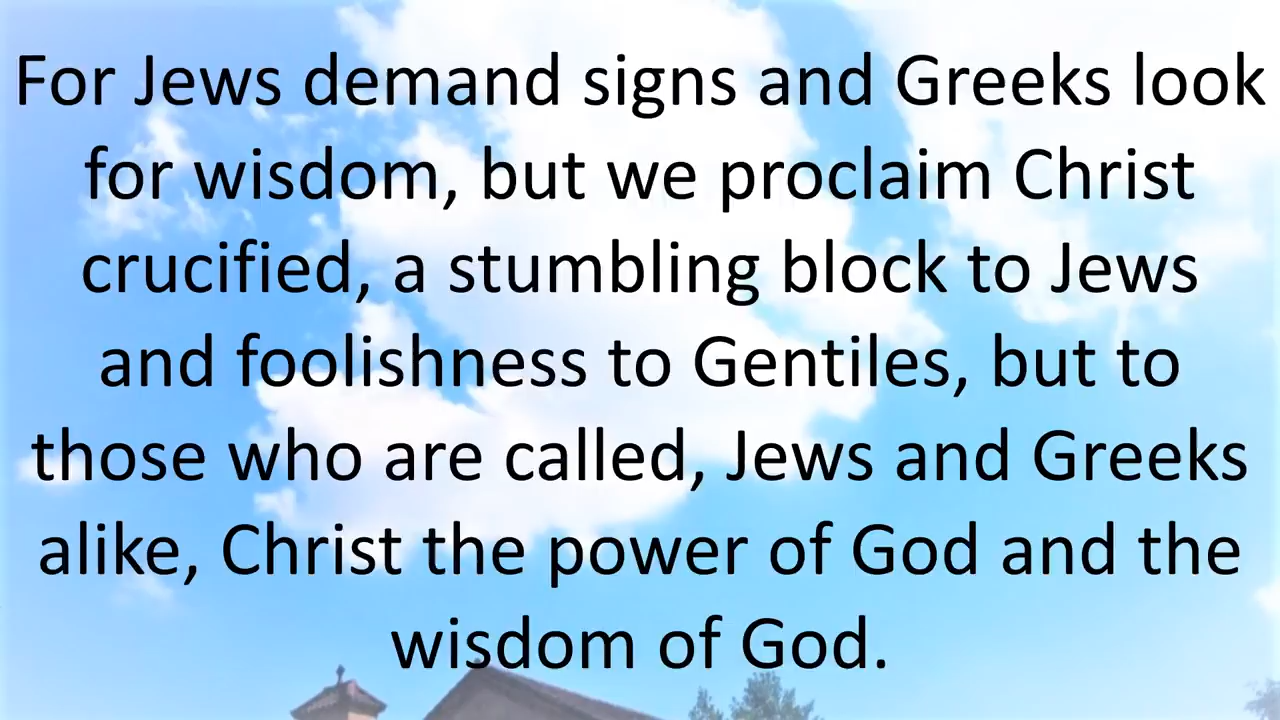 For Jews demand signs and Greeks look
for wisdom, but we proclaim Christ
crucified, a stumbling block to Jews
and foolishness to Gentiles, but to
those who are called, Jews and Greeks
alike, Christ the power of God and the
wisdom of God.